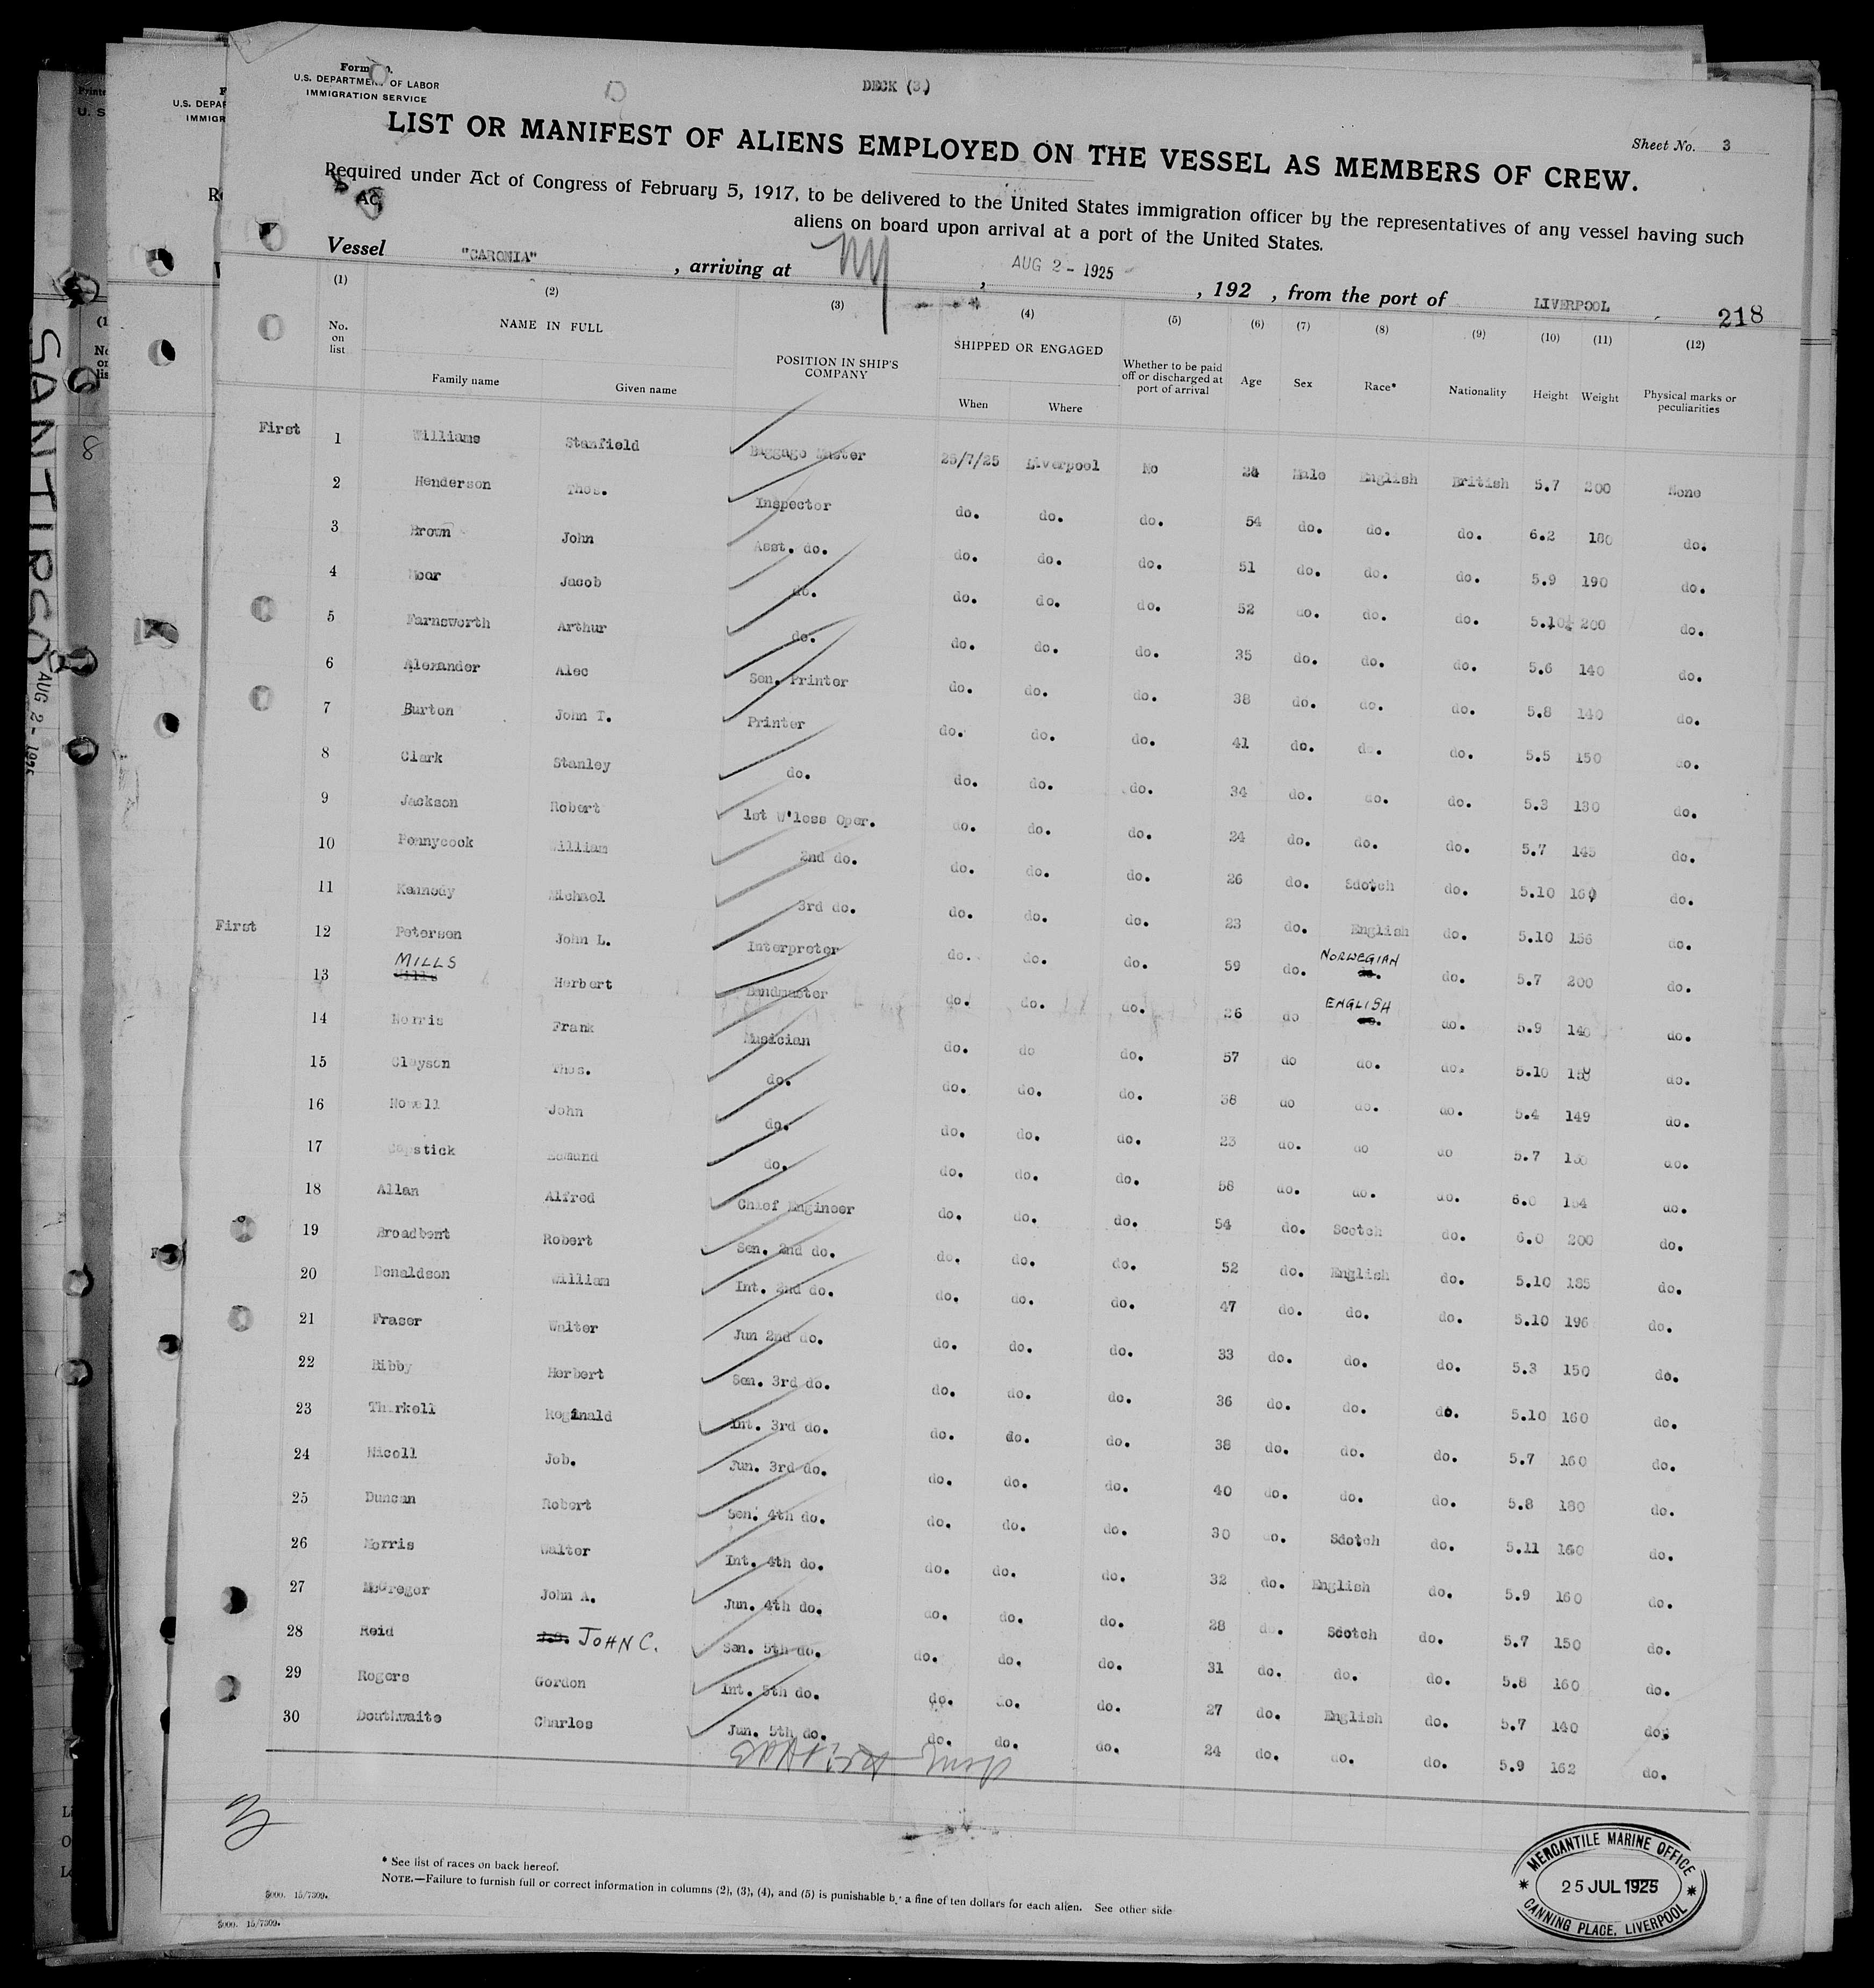 Form
U.S. DEPARTMENT OF LABOR
IMMIGRATION SERVICE
DECK (3)
Sheet No. 3
LIST OR MANIFEST OF ALIENS EMPLOYED ON THE VESSEL AS MEMBERS OF CREW.
Required under Act of Congress of February 5, 1917, to be delivered to the United States immigration officer by the representatives of any vessel having such
aliens on board upon arrival at a port of the United States.
Vessel "CARONIA" , arriving at NY , AUG 2 - 1925 , 192 , from the port of LIVERPOOL
218
(1) (2) (3) (4) (5) (6) (7) (8) (9) (10) (11) (12)
No. on list NAME IN FULL Family name Given name POSITION IN SHIP'S COMPANY SHIPPED OR ENGAGED When Where Whether to be paid off or discharged at port of arrival Age Sex Race* Nationality Height Weight Physical marks or peculiarities
First 1 Williams Stanfield Baggage Master 25/7/25 Liverpool No Male English British 5.7 200 None
2 Henderson Thos. Inspector do. do. do. 54 do. do. do. 6.2 180 do.
3 Brown John Asst. do. do. do. do. 51 do. do. do. 5.9 190 do.
4 Jacob do. do. do. do. 52 do. do. do. 5.10½ 200 do.
5 Farnsworth Arthur do. do. do. do. 35 do. do. do. 5.6 140 do.
6 Alexander Alec Sen. Printer do. do. do. 38 do. do. do. 5.8 140 do.
7 Burton John T. Printer do. do. do. 41 do. do. do. 5.5 150 do.
8 Clark Stanley do. do. do. do. 34 do. do. do. 5.3 130 do.
9 Jackson Robert 1st W'less Oper. do. do. do. 24 do. do. do. 5.7 145 do.
10 Pennycook William 2nd do. do. do. do. 26 do. Scotch do. 5.10 160 do.
11 Kennedy Michael 3rd do. do. do. do. 23 do. English do. 5.10 156 do.
First 12 Peterson John L. Interpreter do. do. do. 59 do. NORWEGIAN do. 5.7 200 do.
13 MILLS Herbert Bandmaster do. do. do. 26 do ENGLISH do. 5.9 do.
14 Morris Frank Musician do. do do. 57 do do. do. 5.10 do.
15 Clayson Thos. do. do. do. do. 38 do do. do. 5.4 149 do.
16 Howell John do. do. do. do. 23 do. do do 5.7 do.
17 Capstick Edmund do. do. do. do. 58 do. do. do. 6.0 do.
18 Allan Alfred Chief Engineer do. do. do. 54 do. Scotch do. 6.0 200 do.
19 Broadbent Robert Sen. 2nd do. do. do. do. 52 do. English do. 5.10 185 do.
20 Donaldson William Int. 2nd do. do. do. do. 47 do. do. do. 5.10 196 do.
21 Fraser Walter Jun 2nd do. do. do. do. 33 do. do. do. 5.3 150 do.
22 Bibby Herbert Sen. 3rd do. do. do. do. 36 do. do. do. 5.10 160 do.
23 Tharkell Reginald Int. 3rd do. do. do. do. 38 do. do. do. 5.7 160 do.
24 Nicoll Job. Jun. 3rd do. do. do. do. 40 do. do. do. 5.8 180 do.
25 Duncan Robert Sen. 4th do. do. do. do. 30 do. Scotch do. 5.11 160 do.
26 Morris Walter Int. 4th do. do. do. do. 32 do. English do. 5.9 160 do.
27 McGregor John A. Jun. 4th do. do. do. do. 28 do. Scotch do. 5.7 150 do.
28 Reid JOHN C. Sen. 5th do. do. do. do. 31 do. do. do. 5.8 160 do.
29 Rogers Gordon Int. 5th do. do. do. do. 27 do. English do. 5.7 140 do.
30 Douthwaite Charles Jun. 5th do. do. do. do. 24 do. do. do. 5.9 162 do.
* See list of races on back hereof.
NOTE.—Failure to furnish full or correct information in columns (2), (3), (4), and (5) is punishable by a fine of ten dollars for each alien. See other side
5000. 15/7309.
5000. 15/7309.
MERCANTILE MARINE OFFICE
25 JUL 1925
CANNING PLACE, LIVERPOOL
AUG 2 - 1925
8